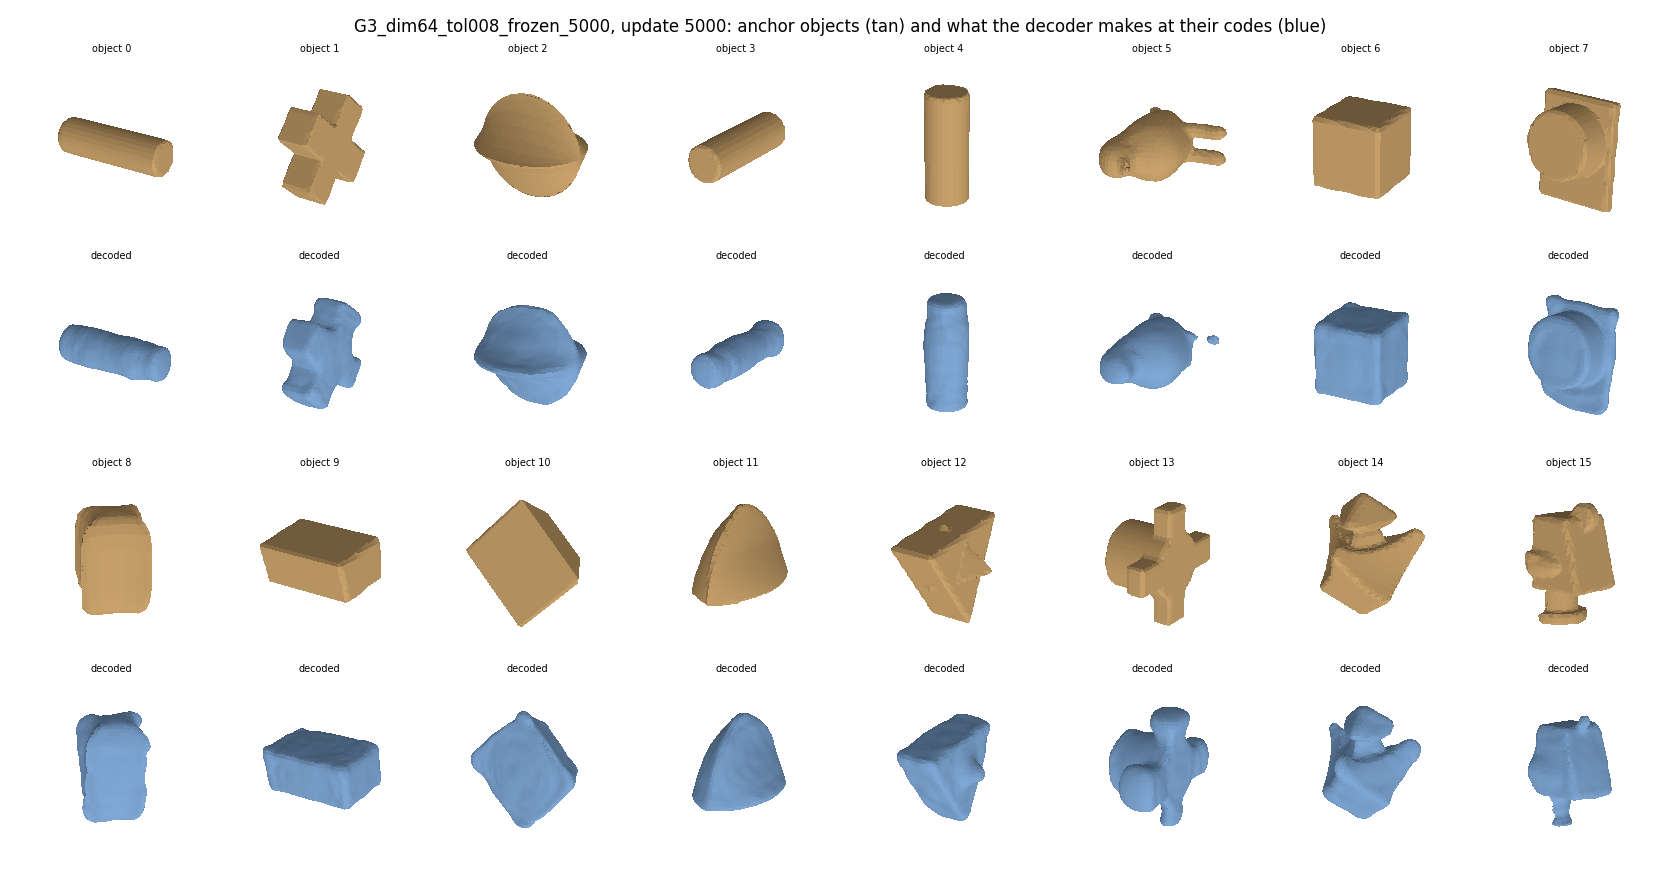 G3_dim64_tol008_frozen_5000, update 5000: anchor objects (tan) and what the decoder makes at their codes (blue)
object 0 object 1 object 2 object 3 object 4 object 5 object 6 object 7
decoded decoded decoded decoded decoded decoded decoded decoded
object 8 object 9 object 10 object 11 object 12 object 13 object 14 object 15
decoded decoded decoded decoded decoded decoded decoded decoded